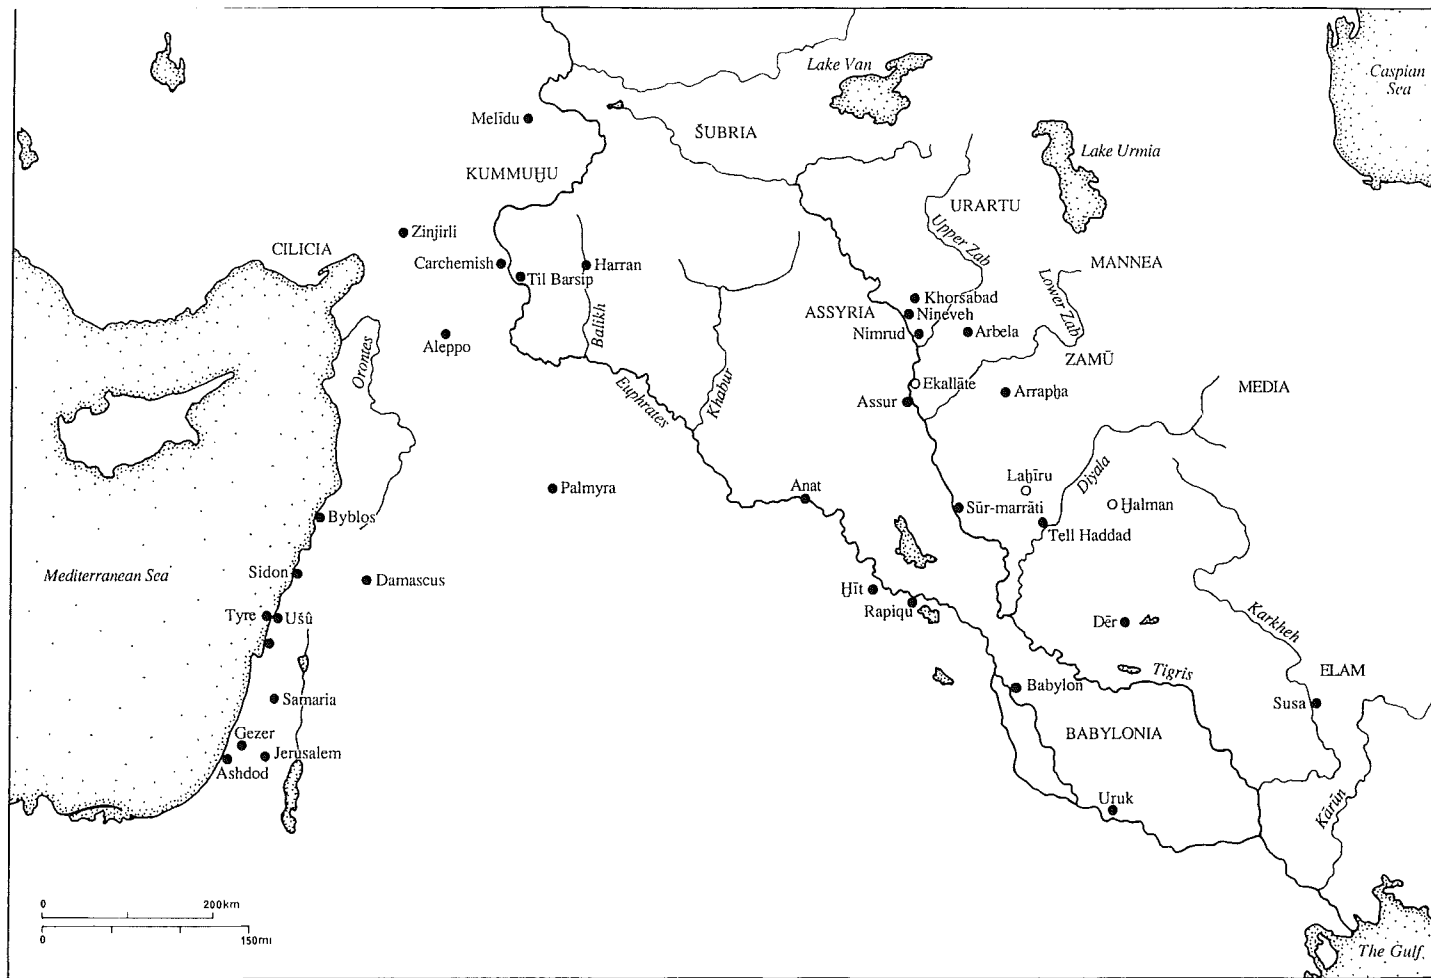 Lake Van
Caspian
Sea
Melīdu
ŠUBRIA
Lake Urmia
KUMMUḪU
URARTU
Zinjirli
Upper Zab
CILICIA
Carchemish
Harran
MANNEA
Til Barsip
Lower Zab
Khorsabad
ASSYRIA
Nineveh
Nimrud
Arbela
Balikh
Aleppo
ZAMŪ
Orontes
Ekallāte
MEDIA
Euphrates
Khabur
Assur
Arrapḫa
Laḫīru
Diyala
Palmyra
Anat
Sūr-marrāti
Ḫalman
Byblos
Tell Haddad
Mediterranean Sea
Sidon
Damascus
Ḫīt
Rapiqu
Tyre
Ušû
Dēr
Karkheh
Tigris
ELAM
Babylon
Samaria
Susa
Gezer
BABYLONIA
Jerusalem
Ashdod
Uruk
Kārūn
0 200km
0 150mi
The Gulf